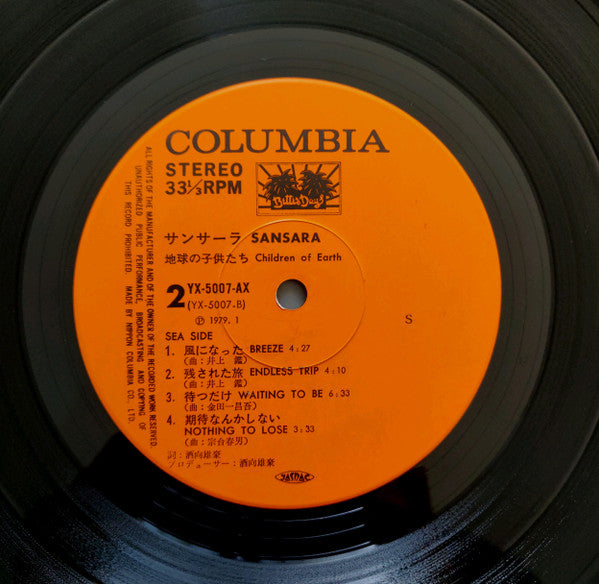 COLUMBIA
STEREO
33⅓RPM
Better Days
サンサーラ SANSARA
地球の子供たち Children of Earth
2 YX-5007-AX
(YX-5007-B)
Ⓟ 1979. 1
S
SEA SIDE
1. 風になった BREEZE 4:27
(曲:井上 鑑)
2. 残された旅 ENDLESS TRIP 4:10
(曲:井上 鑑)
3. 待つだけ WAITING TO BE 6:33
(曲:金田一昌吾)
4. 期待なんかしない
NOTHING TO LOSE 3:33
(曲:宗台春男)
詞:酒向雄豪
プロデューサー:酒向雄豪
JASRAC
ALL RIGHTS OF THE MANUFACTURER AND OF THE OWNER OF THE RECORDED WORK RESERVED.
UNAUTHORIZED PUBLIC PERFORMANCE, BROADCASTING AND COPYING OF
THIS RECORD PROHIBITED. MADE BY NIPPON COLUMBIA CO., LTD.